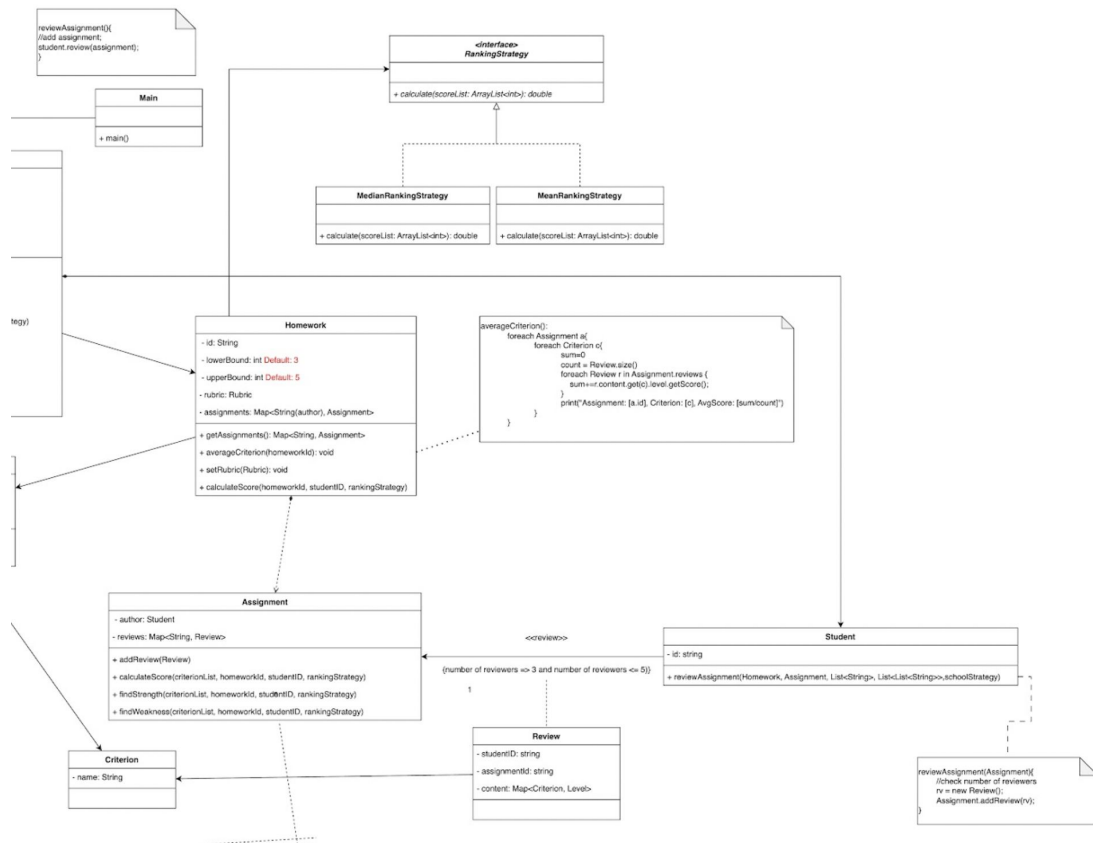 reviewAssignment(){
//add assignment;
student.review(assignment);
}
<interface>
RankingStrategy
+ calculate(scoreList: ArrayList<int>): double
Main
+ main()
MedianRankingStrategy
+ calculate(scoreList: ArrayList<int>): double
MeanRankingStrategy
+ calculate(scoreList: ArrayList<int>): double
tegy)
Homework
- id: String
- lowerBound: int Default: 3
- upperBound: int Default: 5
- rubric: Rubric
- assignments: Map<String(author), Assignment>
+ getAssignments(): Map<String, Assignment>
+ averageCriterion(homeworkId): void
+ setRubric(Rubric): void
+ calculateScore(homeworkId, studentID, rankingStrategy)
averageCriterion():
foreach Assignment a{
foreach Criterion c{
sum=0
count = Review.size()
foreach Review r in Assignment.reviews {
sum+=r.content.get(c).level.getScore();
}
print("Assignment: [a.id], Criterion: [c], AvgScore: [sum/count]")
}
}
Assignment
- author: Student
- reviews: Map<String, Review>
+ addReview(Review)
+ calculateScore(criterionList, homeworkId, studentID, rankingStrategy)
+ findStrength(criterionList, homeworkId, studentID, rankingStrategy)
+ findWeakness(criterionList, homeworkId, studentID, rankingStrategy)
<<review>>
{number of reviewers => 3 and number of reviewers <= 5)}
1
Student
- id: string
+ reviewAssignment(Homework, Assignment, List<String>, List<List<String>>,schoolStrategy)
Criterion
- name: String
Review
- studentID: string
- assignmentId: string
- content: Map<Criterion, Level>
reviewAssignment(Assignment){
//check number of reviewers
rv = new Review();
Assignment.addReview(rv);
}